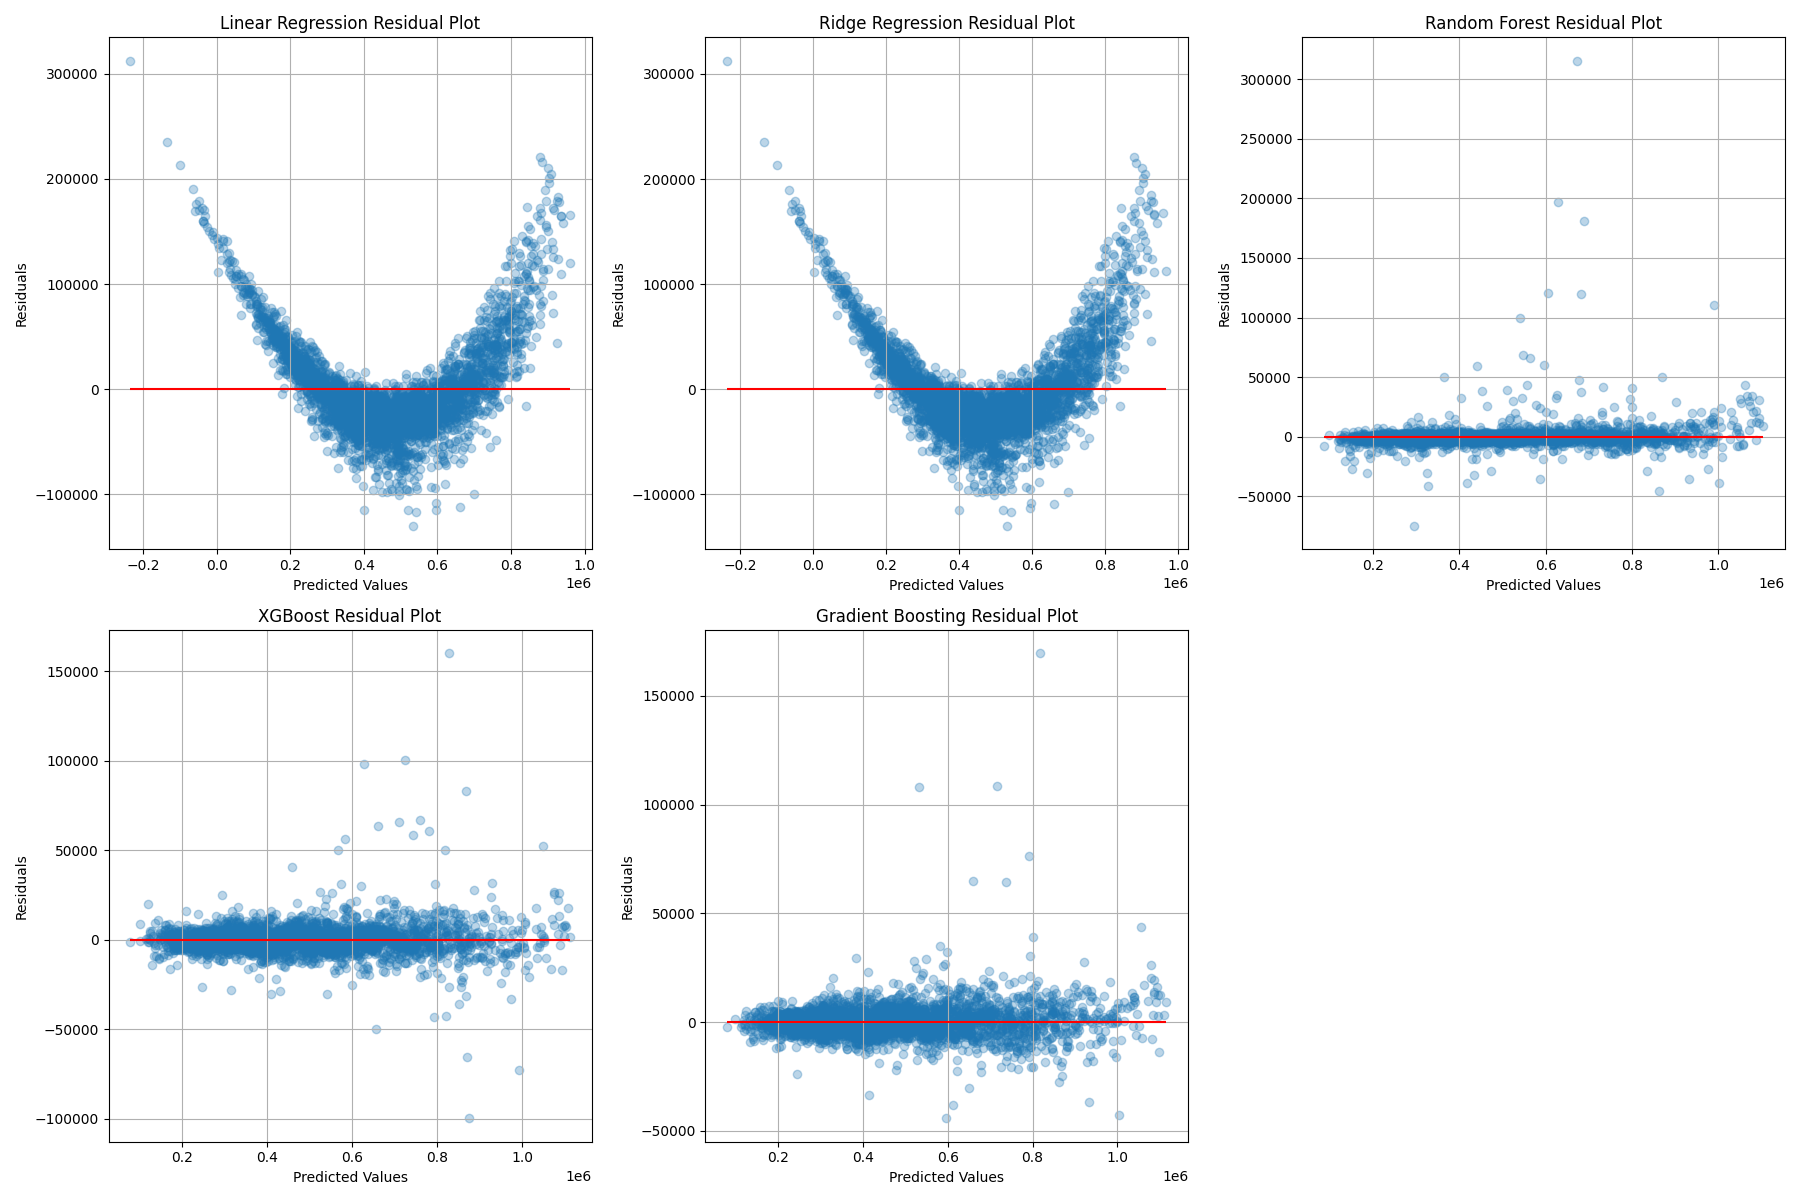 Linear Regression Residual Plot
300000
200000
100000
0
−100000
Residuals
−0.2 0.0 0.2 0.4 0.6 0.8 1.0
1e6
Predicted Values
Ridge Regression Residual Plot
300000
200000
100000
0
−100000
Residuals
−0.2 0.0 0.2 0.4 0.6 0.8 1.0
1e6
Predicted Values
Random Forest Residual Plot
300000
250000
200000
150000
100000
50000
0
−50000
Residuals
0.2 0.4 0.6 0.8 1.0
1e6
Predicted Values
XGBoost Residual Plot
150000
100000
50000
0
−50000
−100000
Residuals
0.2 0.4 0.6 0.8 1.0
1e6
Predicted Values
Gradient Boosting Residual Plot
150000
100000
50000
0
−50000
Residuals
0.2 0.4 0.6 0.8 1.0
1e6
Predicted Values